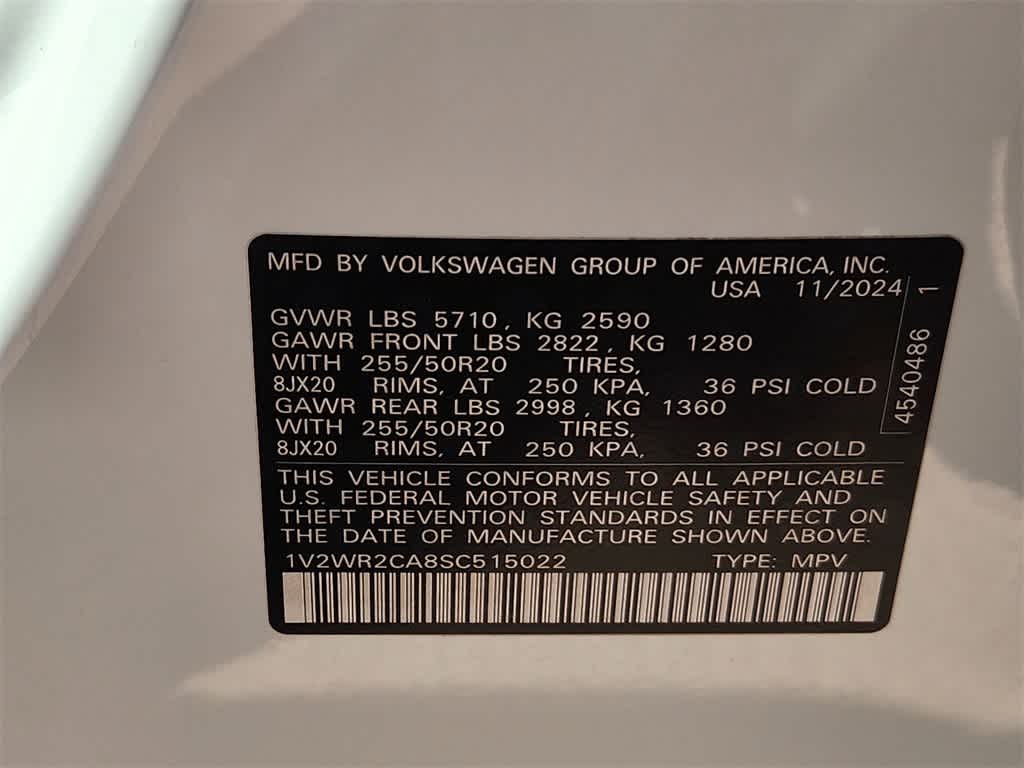 MFD BY VOLKSWAGEN GROUP OF AMERICA, INC.
USA 11/2024
GVWR LBS 5710, KG 2590
GAWR FRONT LBS 2822, KG 1280
WITH 255/50R20 TIRES,
8JX20 RIMS, AT 250 KPA, 36 PSI COLD
GAWR REAR LBS 2998, KG 1360
WITH 255/50R20 TIRES,
8JX20 RIMS, AT 250 KPA, 36 PSI COLD
4540486 1
THIS VEHICLE CONFORMS TO ALL APPLICABLE
U.S. FEDERAL MOTOR VEHICLE SAFETY AND
THEFT PREVENTION STANDARDS IN EFFECT ON
THE DATE OF MANUFACTURE SHOWN ABOVE.
1V2WR2CA8SC515022 TYPE: MPV